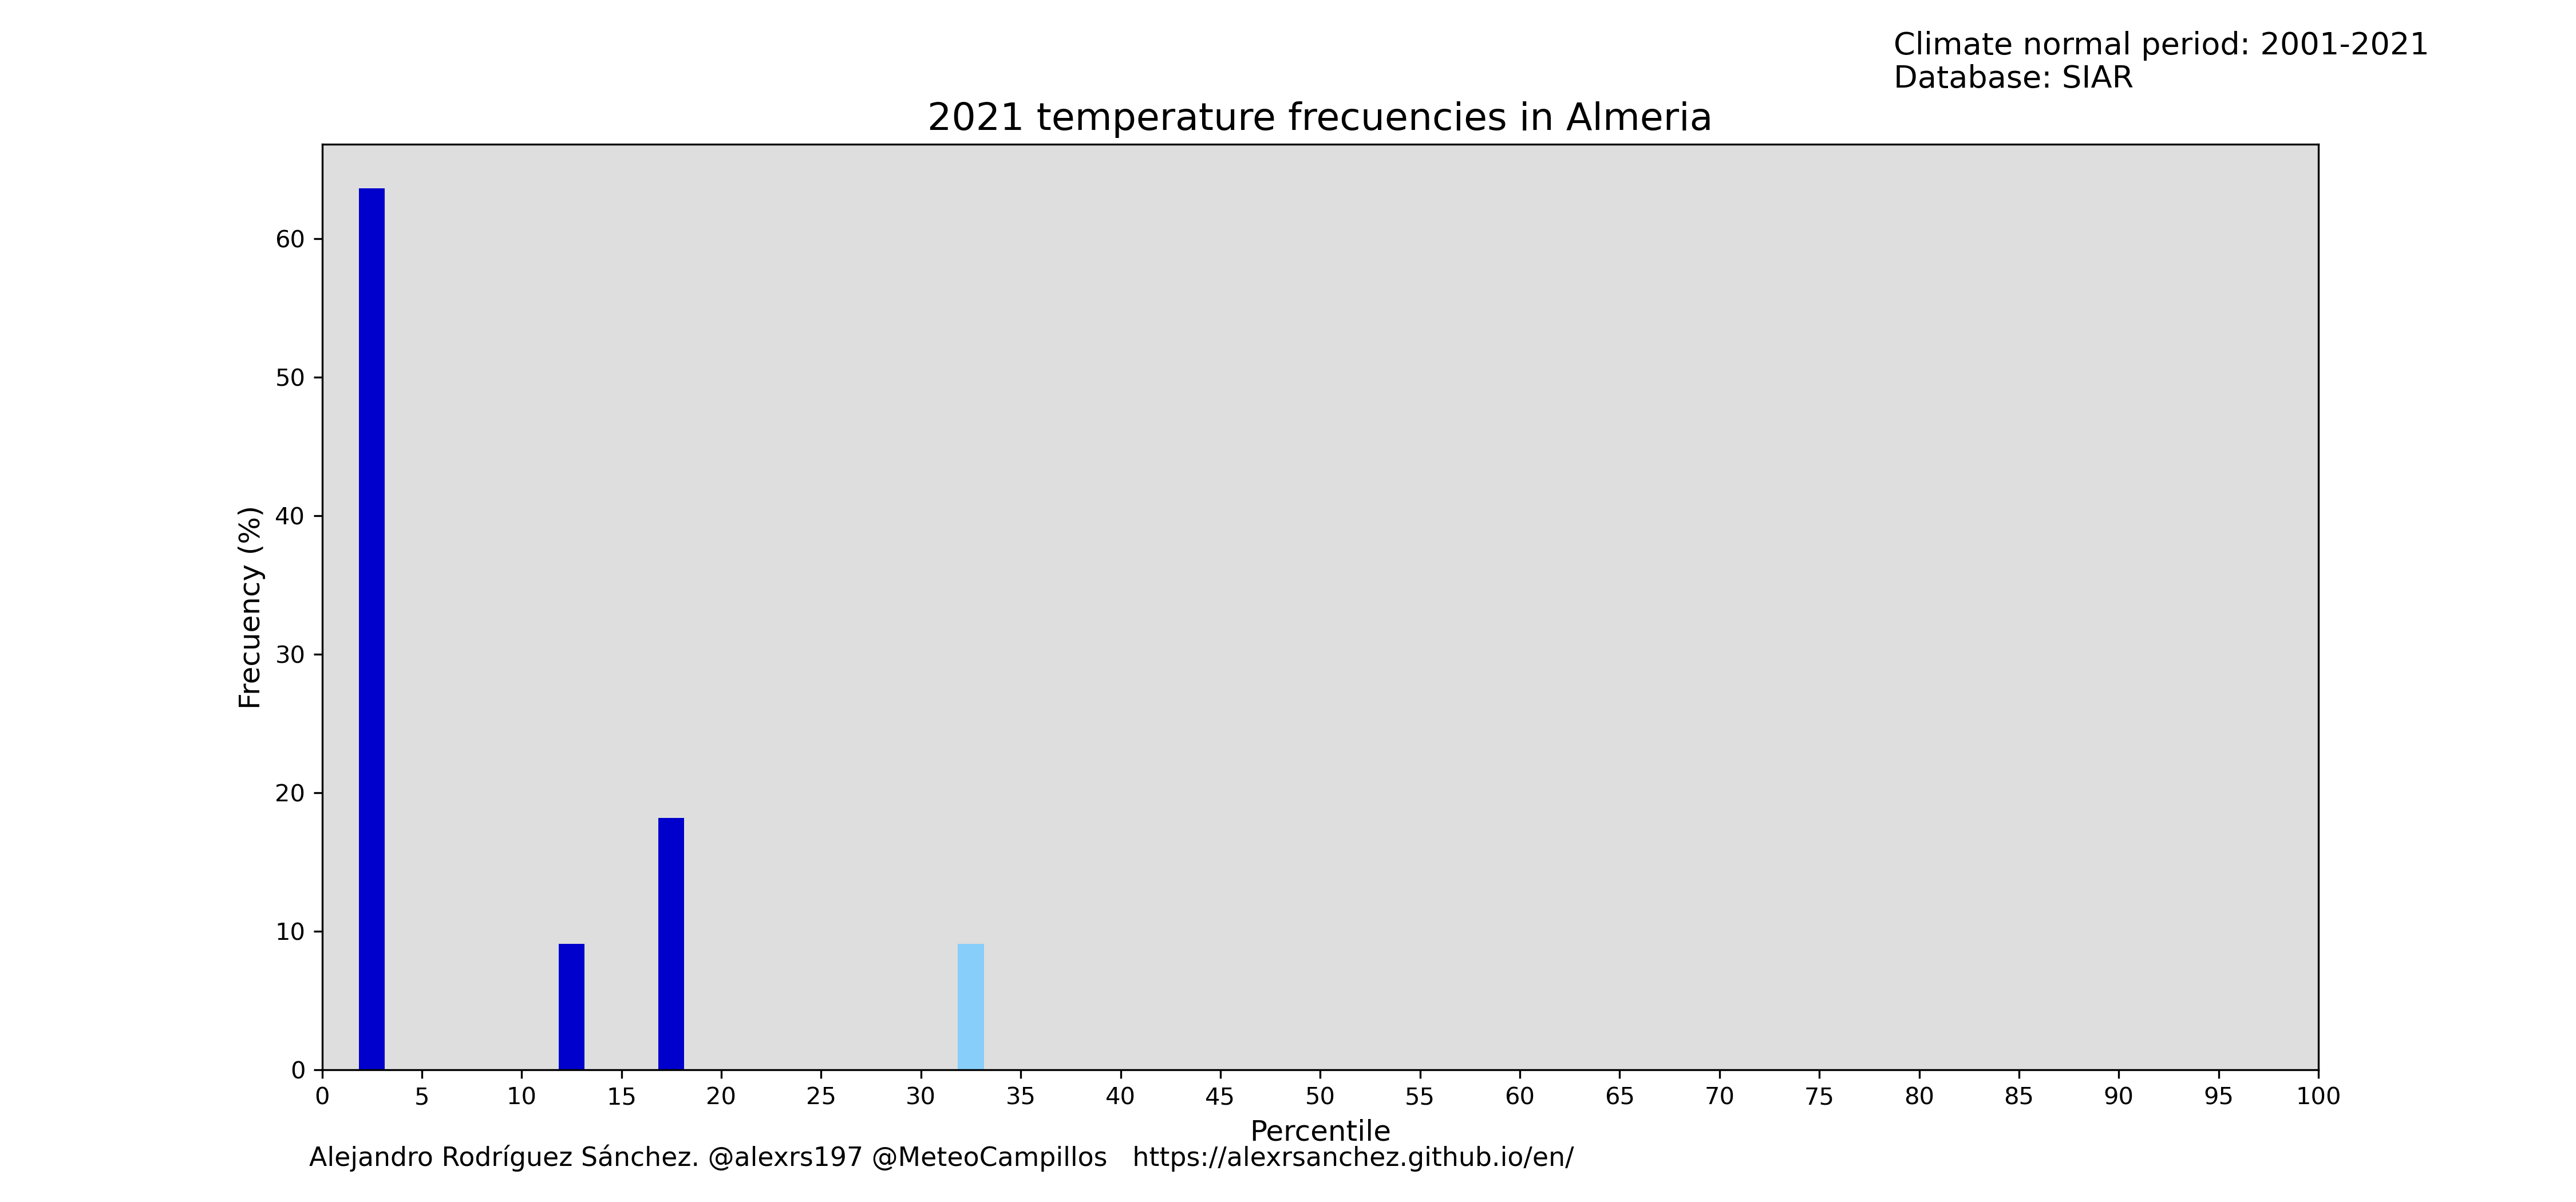 Climate normal period: 2001-2021
Database: SIAR
2021 temperature frecuencies in Almeria
Frecuency (%)
60
50
40
30
20
10
0
0 5 10 15 20 25 30 35 40 45 50 55 60 65 70 75 80 85 90 95 100
Percentile
Alejandro Rodríguez Sánchez. @alexrs197 @MeteoCampillos https://alexrsanchez.github.io/en/